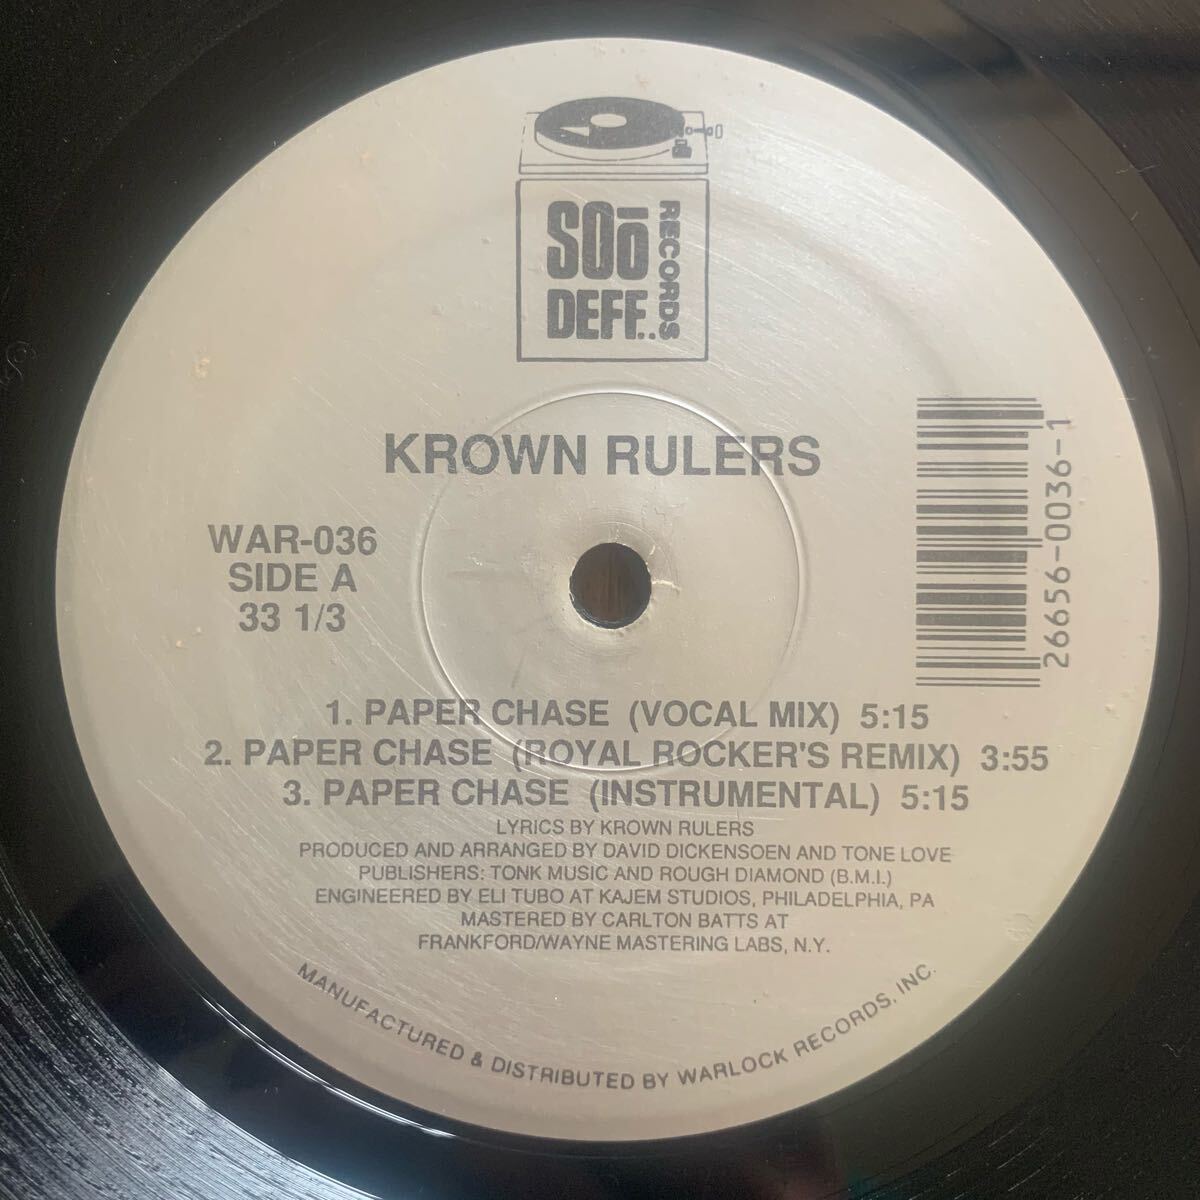 SOō
DEFF..
RECORDS
KROWN RULERS
WAR-036
SIDE A
33 1/3
26656-0036-1
1. PAPER CHASE (VOCAL MIX) 5:15
2. PAPER CHASE (ROYAL ROCKER'S REMIX) 3:55
3. PAPER CHASE (INSTRUMENTAL) 5:15
LYRICS BY KROWN RULERS
PRODUCED AND ARRANGED BY DAVID DICKENSOEN AND TONE LOVE
PUBLISHERS: TONK MUSIC AND ROUGH DIAMOND (B.M.I.)
ENGINEERED BY ELI TUBO AT KAJEM STUDIOS, PHILADELPHIA, PA
MASTERED BY CARLTON BATTS AT
FRANKFORD/WAYNE MASTERING LABS, N.Y.
MANUFACTURED & DISTRIBUTED BY WARLOCK RECORDS, INC.